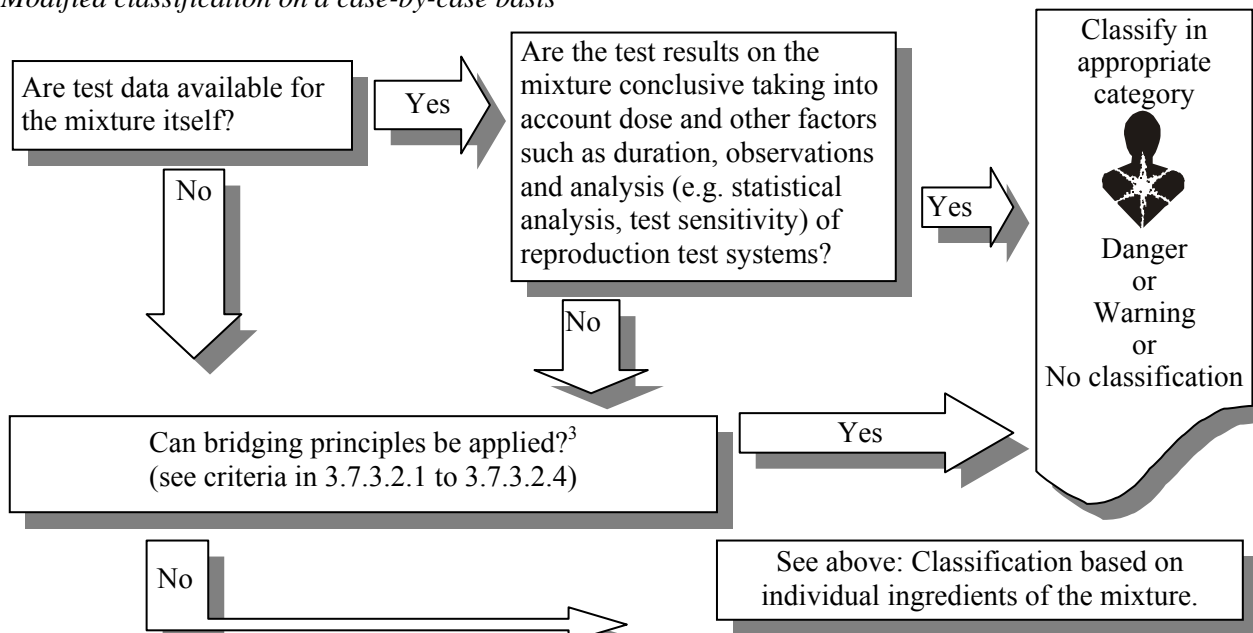 Modified classification on a case-by-case basis
Are test data available for
the mixture itself?
Yes
Are the test results on the
mixture conclusive taking into
account dose and other factors
such as duration, observations
and analysis (e.g. statistical
analysis, test sensitivity) of
reproduction test systems?
Yes
Classify in
appropriate
category
Danger
or
Warning
or
No classification
No
No
Can bridging principles be applied?³
(see criteria in 3.7.3.2.1 to 3.7.3.2.4)
Yes
No
See above: Classification based on
individual ingredients of the mixture.